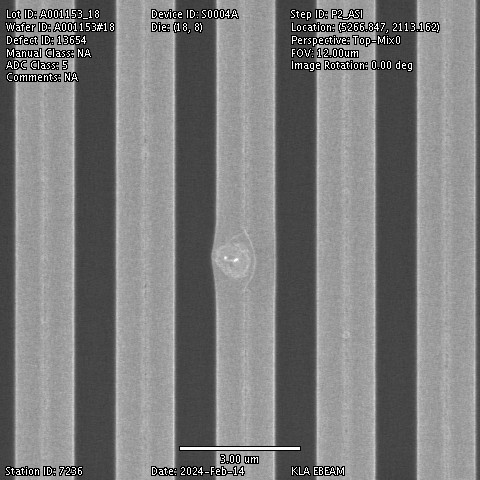 Lot ID: A001153_18
Wafer ID: A001153#18
Defect ID: 13654
Manual Class: NA
ADC Class: 5
Comments: NA
Device ID: S0004A
Die: (18, 8)
Step ID: P2_ASI
Location: (5266.847, 2113.162)
Perspective: Top-Mix0
FOV: 12.00um
Image Rotation: 0.00 deg
3.00 um
Station ID: 7236
Date: 2024-Feb-14
KLA EBEAM